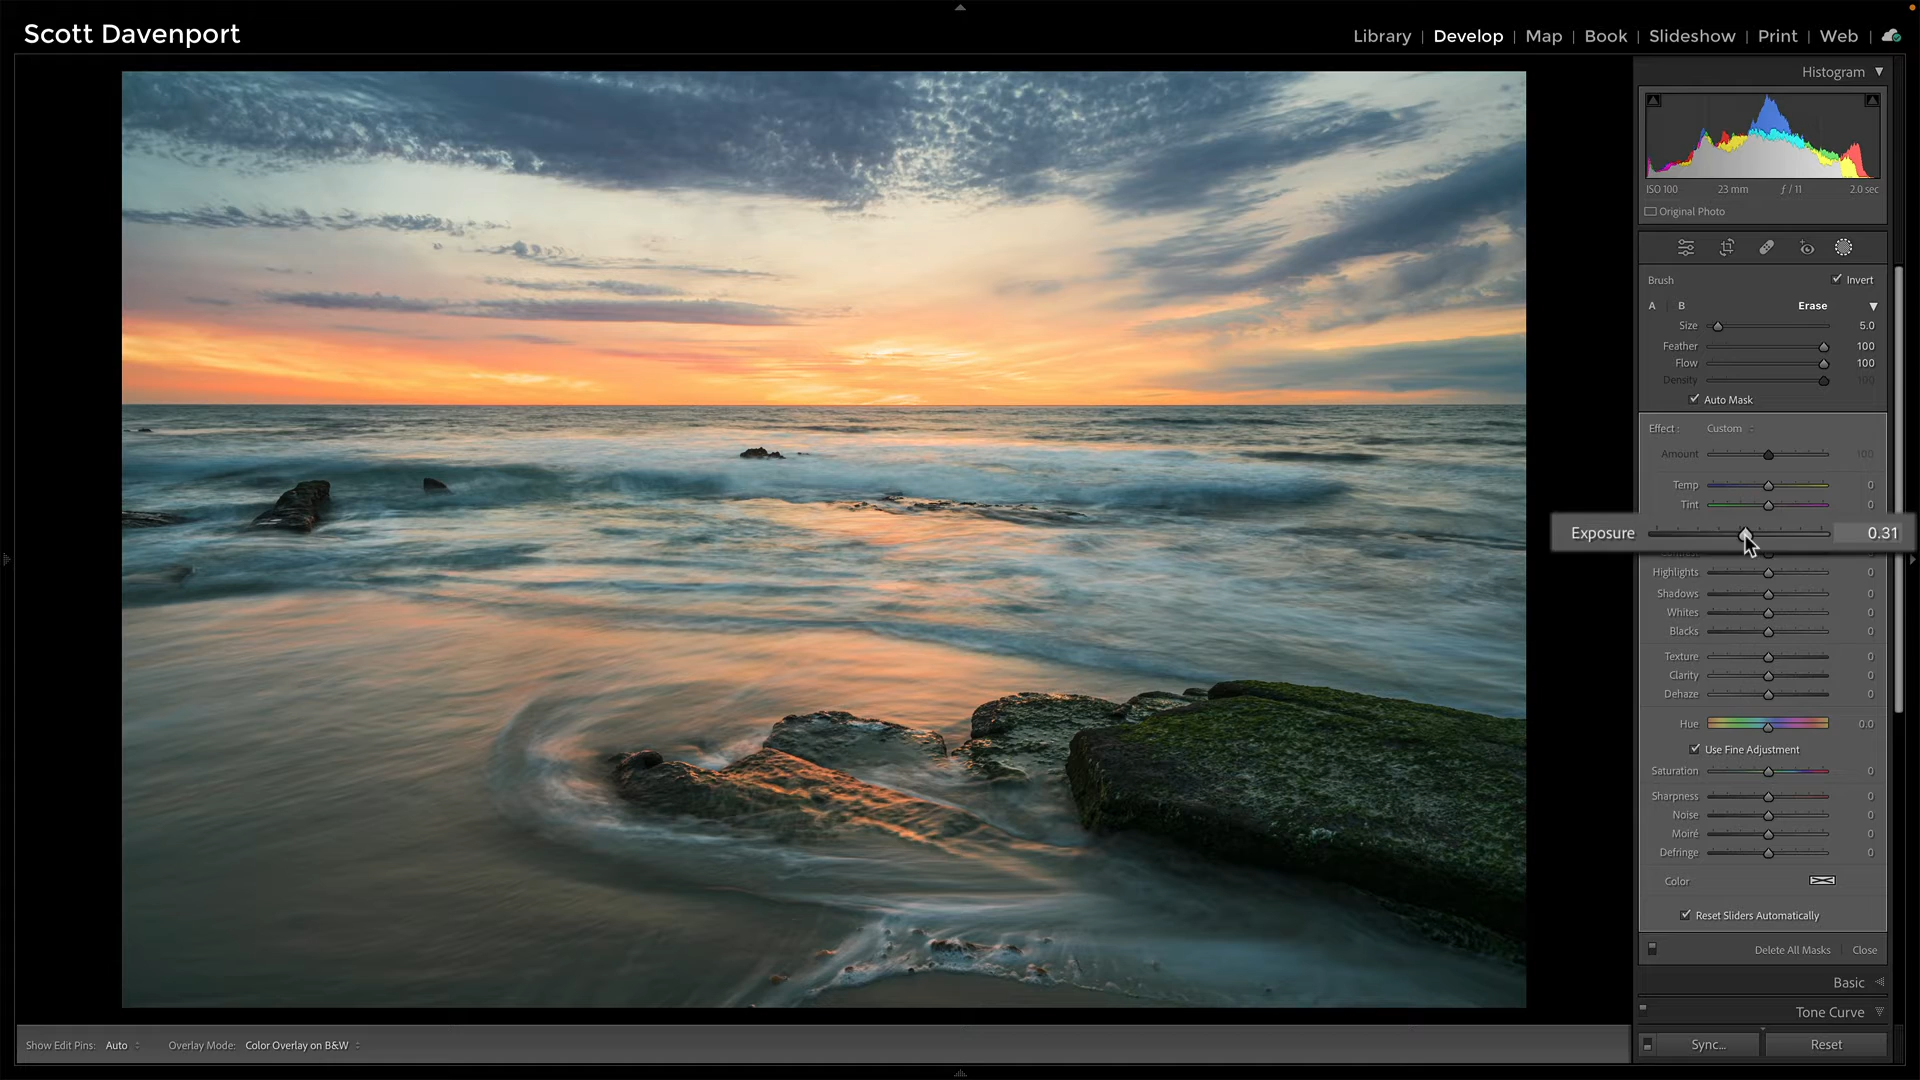 Scott Davenport
Library | Develop | Map | Book | Slideshow | Print | Web |
Histogram
ISO 100 23 mm ƒ / 11 2.0 sec
Original Photo
Brush Invert
A B Erase
Size 5.0
Feather 100
Flow 100
Density 100
Auto Mask
Effect : Custom
Amount 100
Temp 0
Tint 0
Exposure 0.31
Highlights 0
Shadows 0
Whites 0
Blacks 0
Texture 0
Clarity 0
Dehaze 0
Hue 0.0
Use Fine Adjustment
Saturation 0
Sharpness 0
Noise 0
Moiré 0
Defringe 0
Color
Reset Sliders Automatically
Delete All Masks Close
Basic
Tone Curve
Show Edit Pins: Auto Overlay Mode: Color Overlay on B&W
Sync... Reset